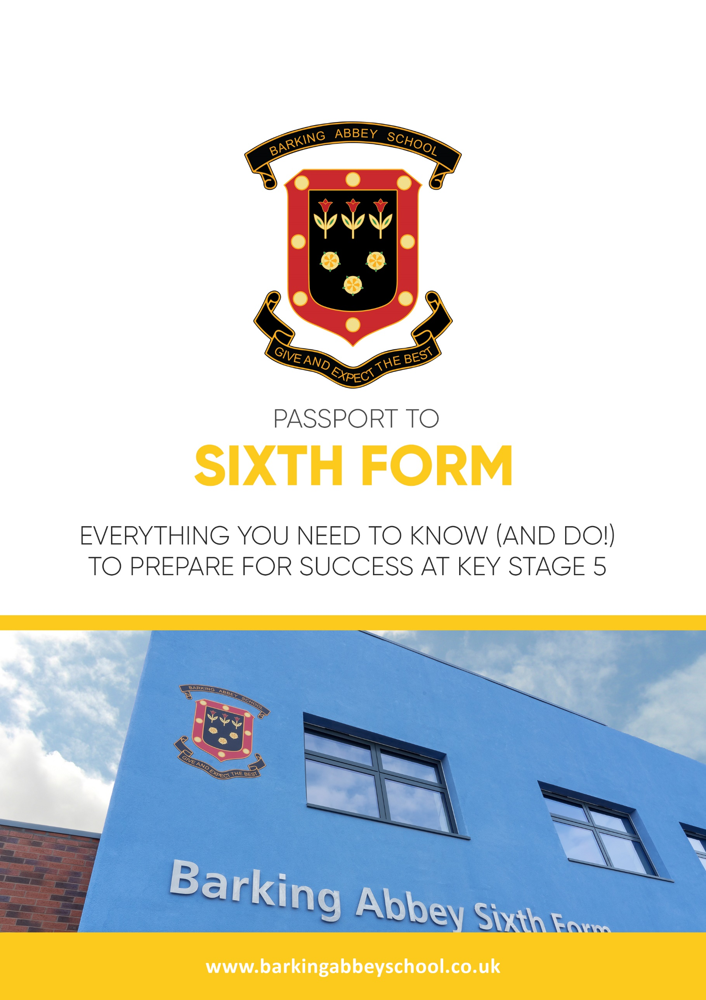 BARKING ABBEY SCHOOL
GIVE AND EXPECT THE BEST
PASSPORT TO
SIXTH FORM
EVERYTHING YOU NEED TO KNOW (AND DO!)
TO PREPARE FOR SUCCESS AT KEY STAGE 5
BARKING ABBEY SCHOOL
GIVE AND EXPECT THE BEST
Barking Abbey Sixth Form
www.barkingabbeyschool.co.uk